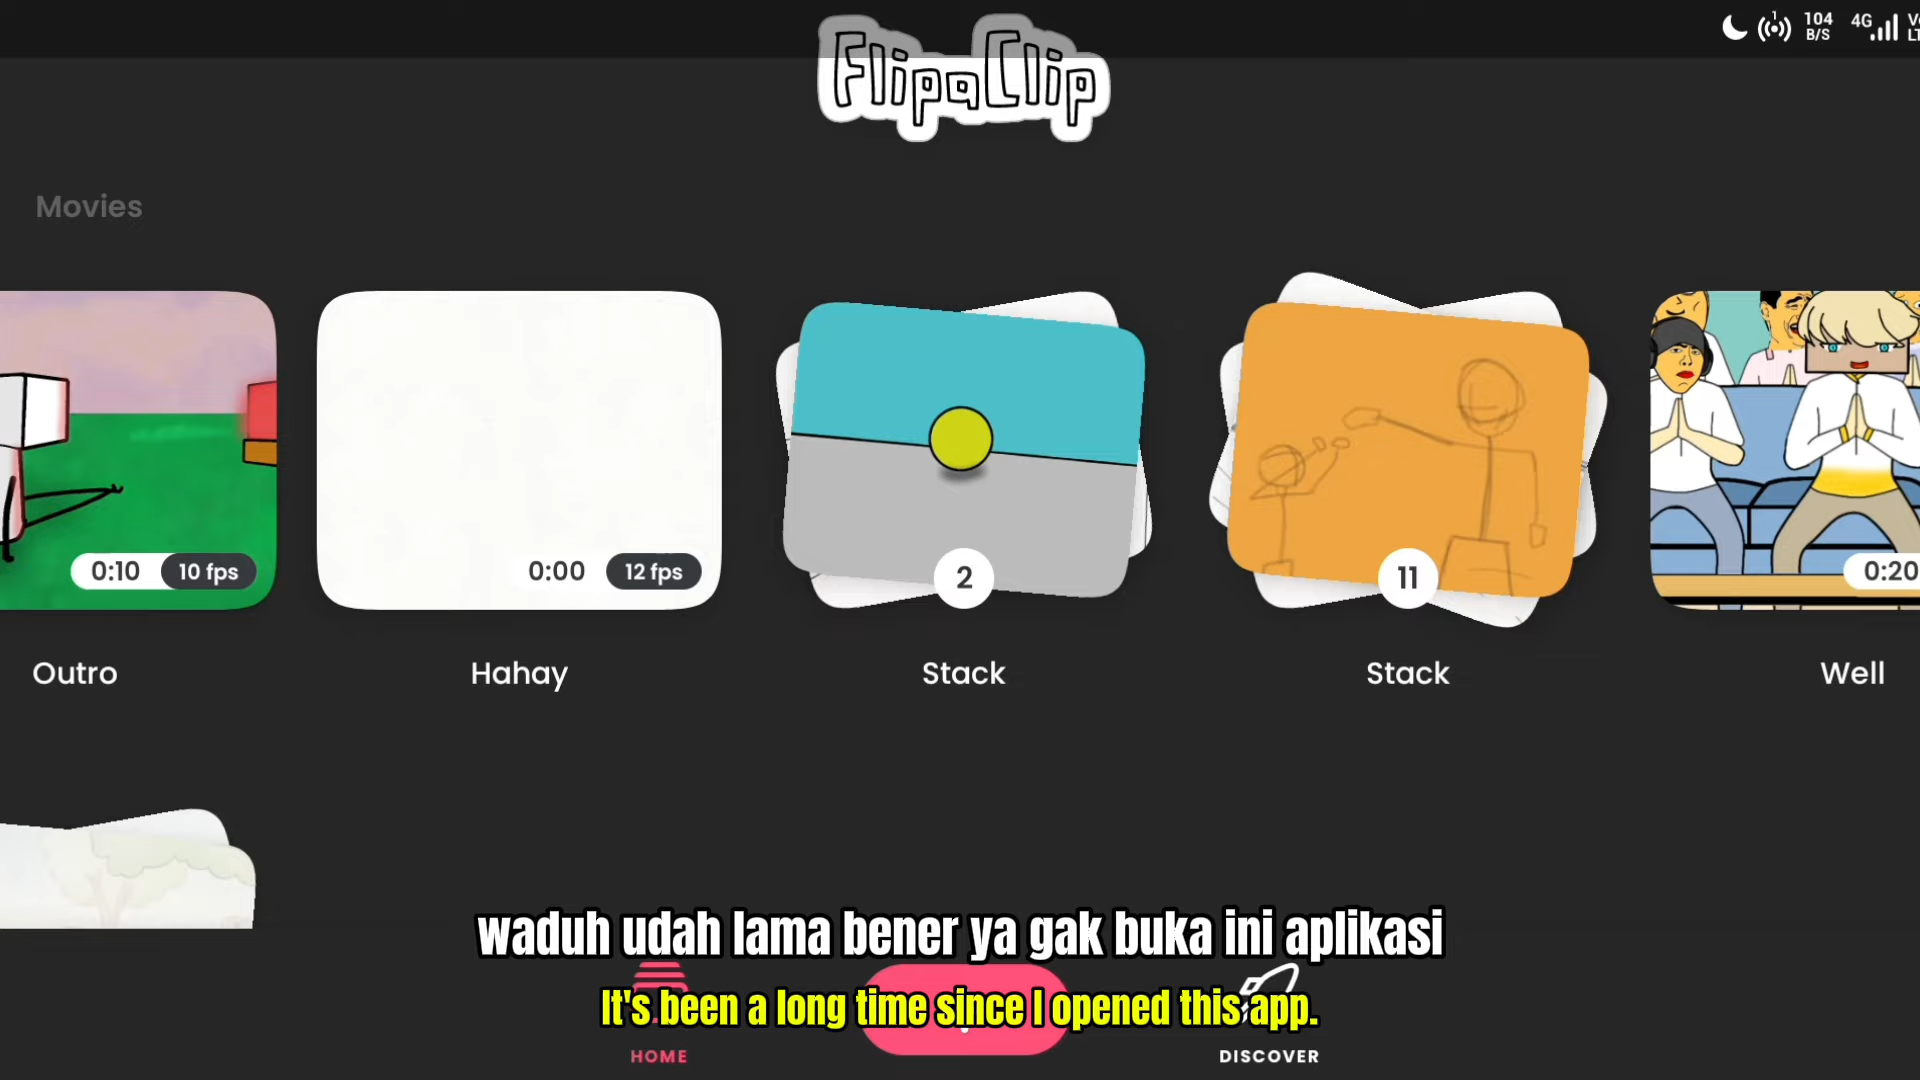 104
B/S
4G
FlipaClip
Movies
0:10 10 fps
0:00 12 fps
2
11
0:20
Outro
Hahay
Stack
Stack
Well
waduh udah lama bener ya gak buka ini aplikasi
It's been a long time since I opened this app.
HOME
DISCOVER